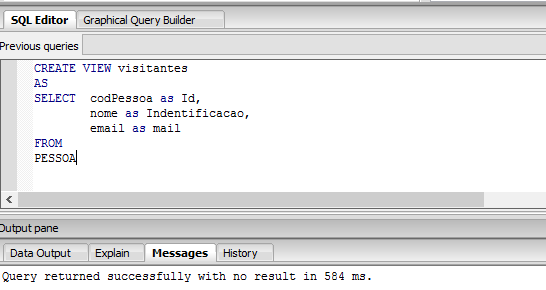 SQL Editor Graphical Query Builder
Previous queries
CREATE VIEW visitantes
AS
SELECT codPessoa as Id,
nome as Indentificacao,
email as mail
FROM
PESSOA
Output pane
Data Output Explain Messages History
Query returned successfully with no result in 584 ms.